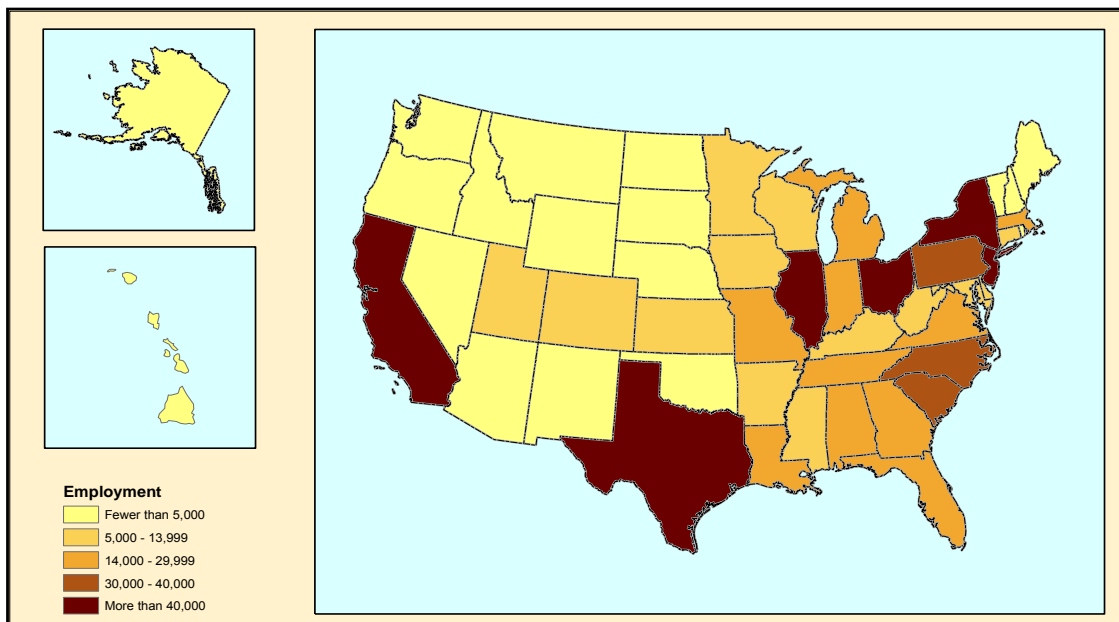 Employment
Fewer than 5,000
5,000 - 13,999
14,000 - 29,999
30,000 - 40,000
More than 40,000